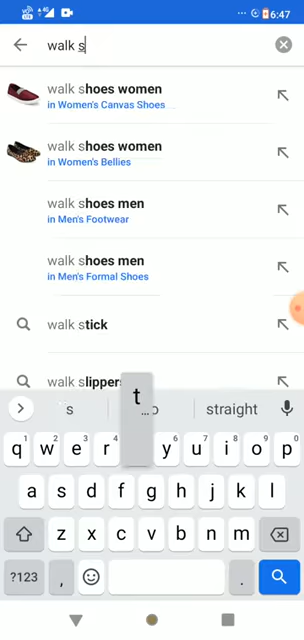 6:47
walk s
walk shoes women
in Women's Canvas Shoes
walk shoes women
in Women's Bellies
walk shoes men
in Men's Footwear
walk shoes men
in Men's Formal Shoes
walk stick
walk slippers
t
s straight
1 2 3 4 6 7 8 9 0
q w e r y u i o p
a s d f g h j k l
z x c v b n m
?123 , .